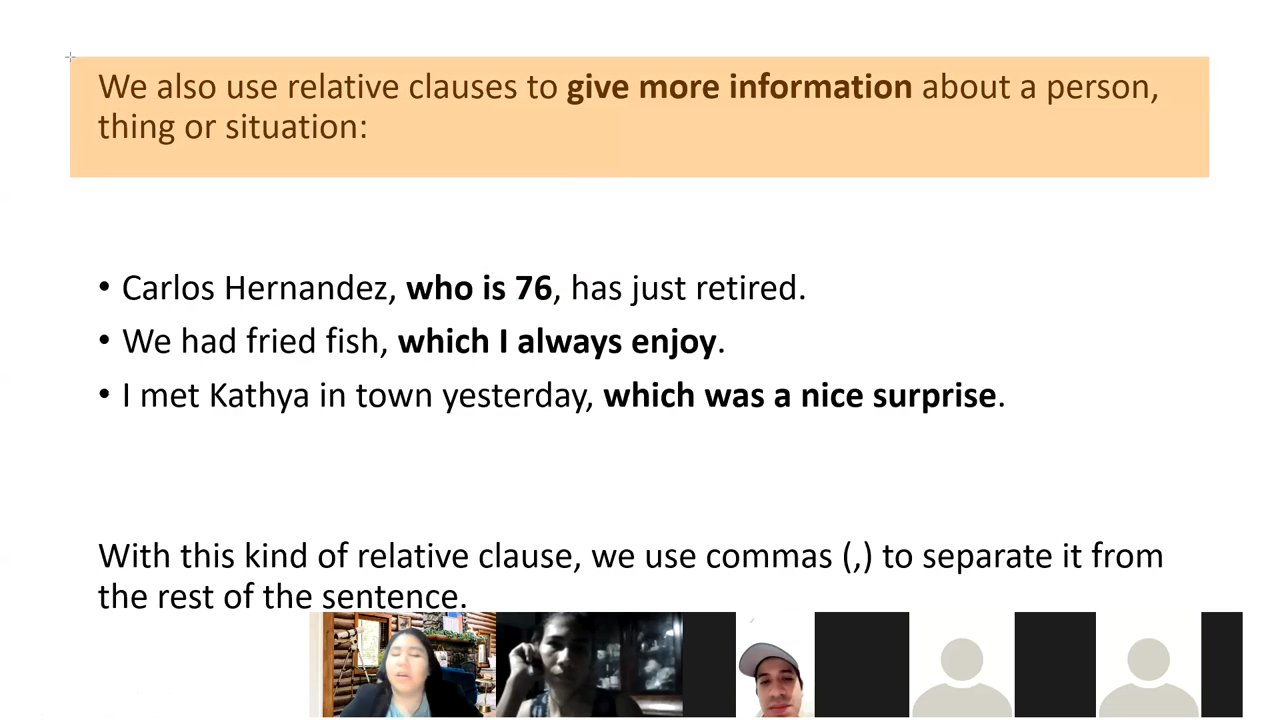 We also use relative clauses to give more information about a person,
thing or situation:
• Carlos Hernandez, who is 76, has just retired.
• We had fried fish, which I always enjoy.
• I met Kathya in town yesterday, which was a nice surprise.
With this kind of relative clause, we use commas (,) to separate it from
the rest of the sentence.